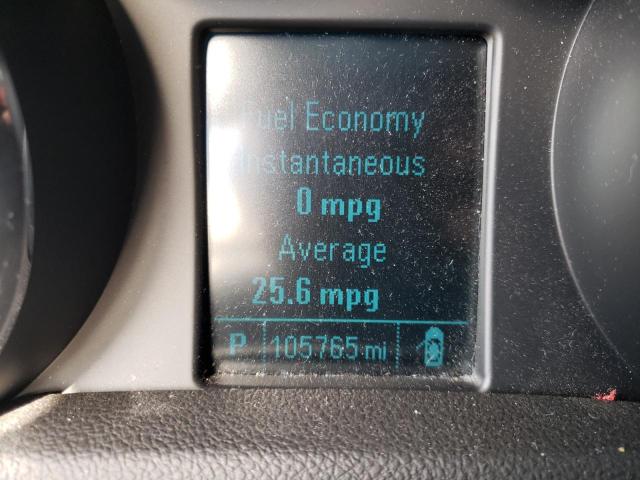 Fuel Economy
Instantaneous
0 mpg
Average
25.6 mpg
P 105765 mi